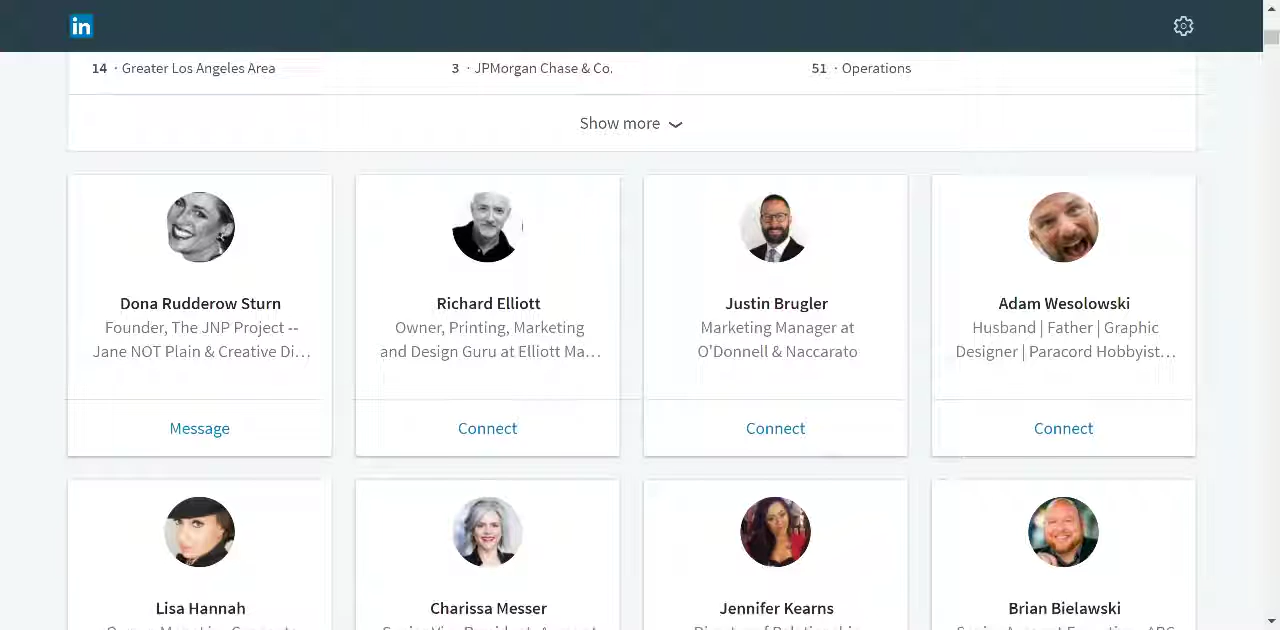 in
14 · Greater Los Angeles Area
3 · JPMorgan Chase & Co.
51 · Operations
Show more
Dona Rudderow Sturn
Founder, The JNP Project --
Jane NOT Plain & Creative Di…
Message
Richard Elliott
Owner, Printing, Marketing
and Design Guru at Elliott Ma…
Connect
Justin Brugler
Marketing Manager at
O'Donnell & Naccarato
Connect
Adam Wesolowski
Husband | Father | Graphic
Designer | Paracord Hobbyist…
Connect
Lisa Hannah
Charissa Messer
Jennifer Kearns
Brian Bielawski